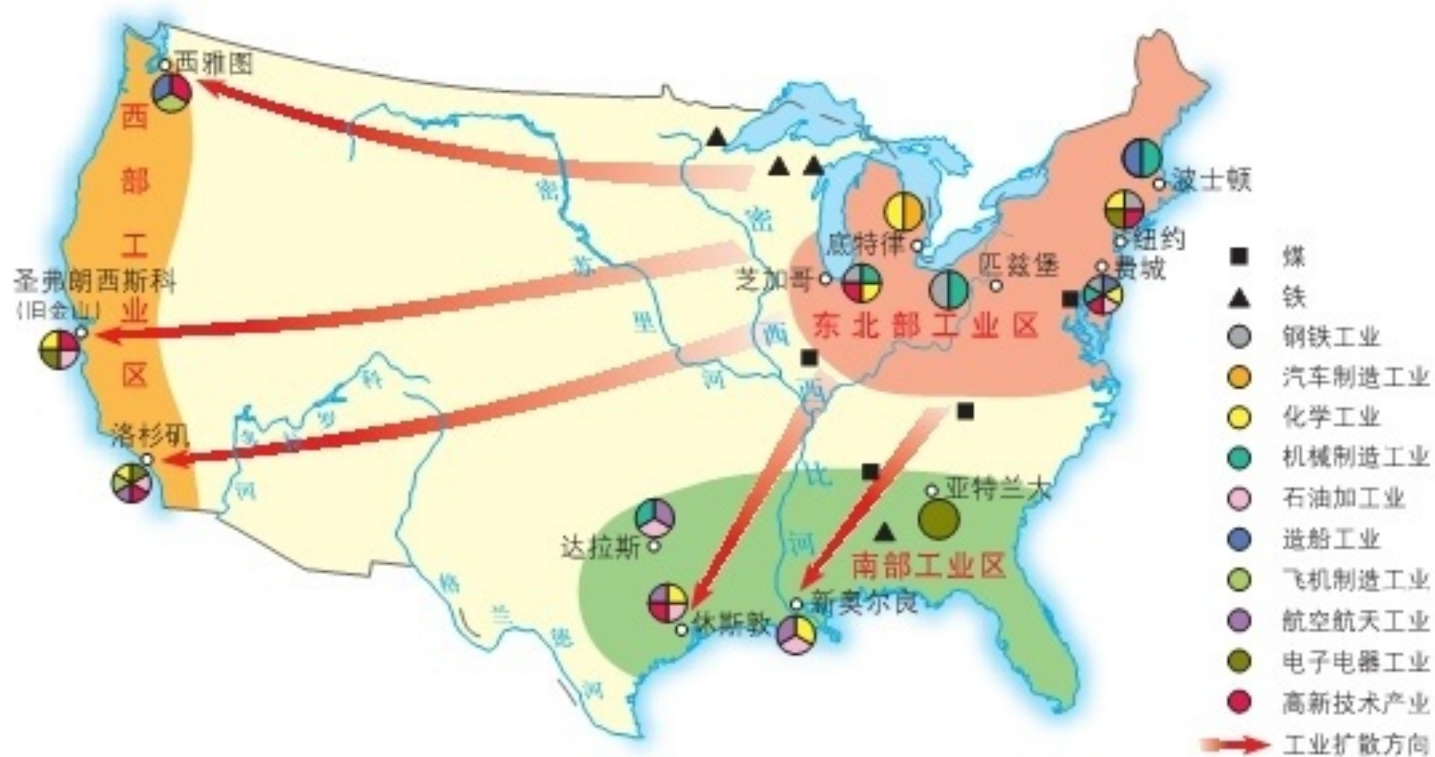 西雅图
西部工业区
圣弗朗西斯科
(旧金山)
洛杉矶
密苏里河
密西西比河
科罗拉多河
格兰德河
底特律
芝加哥
匹兹堡
波士顿
纽约
费城
东北部工业区
亚特兰大
达拉斯
南部工业区
休斯敦
新奥尔良
煤
铁
钢铁工业
汽车制造工业
化学工业
机械制造工业
石油加工业
造船工业
飞机制造工业
航空航天工业
电子电器工业
高新技术产业
工业扩散方向